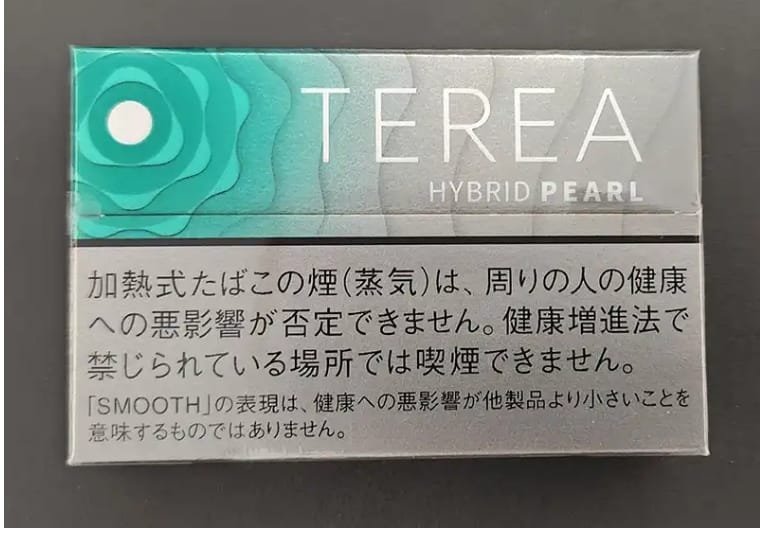 TEREA
HYBRID PEARL
加熱式たばこの煙(蒸気)は、周りの人の健康
への悪影響が否定できません。健康増進法で
禁じられている場所では喫煙できません。
「SMOOTH」の表現は、健康への悪影響が他製品より小さいことを
意味するものではありません。